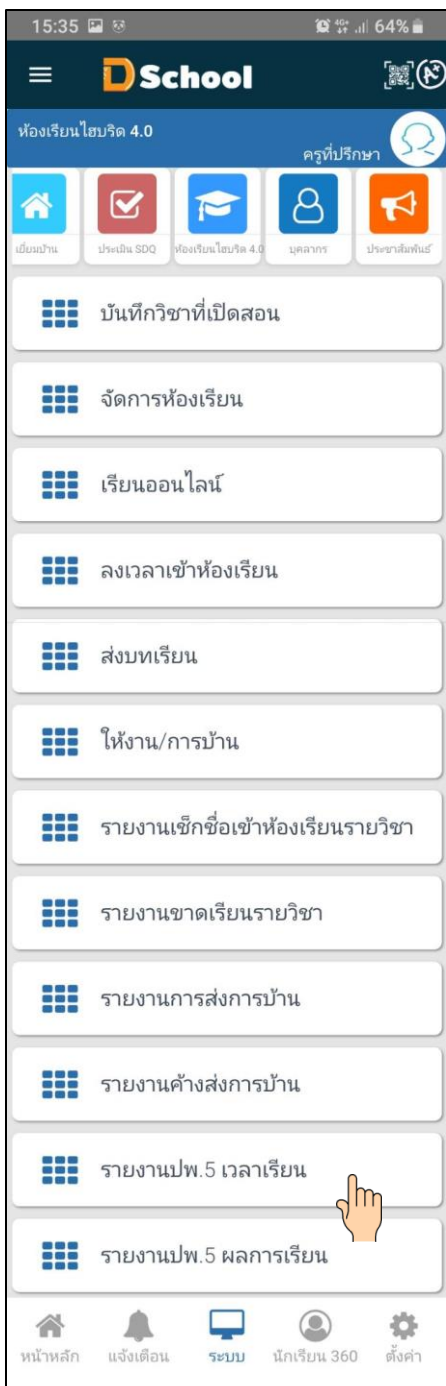 15:35 64%
DSchool
ห้องเรียนไฮบริด 4.0
ครูที่ปรึกษา
เยี่ยมบ้าน ประเมิน SDQ ห้องเรียนไฮบริด 4.0 บุคลากร ประชาสัมพันธ์
บันทึกวิชาที่เปิดสอน
จัดการห้องเรียน
เรียนออนไลน์
ลงเวลาเข้าห้องเรียน
ส่งบทเรียน
ให้งาน/การบ้าน
รายงานเช็กชื่อเข้าห้องเรียนรายวิชา
รายงานขาดเรียนรายวิชา
รายงานการส่งการบ้าน
รายงานค้างส่งการบ้าน
รายงานปพ.5 เวลาเรียน
รายงานปพ.5 ผลการเรียน
หน้าหลัก แจ้งเตือน ระบบ นักเรียน 360 ตั้งค่า